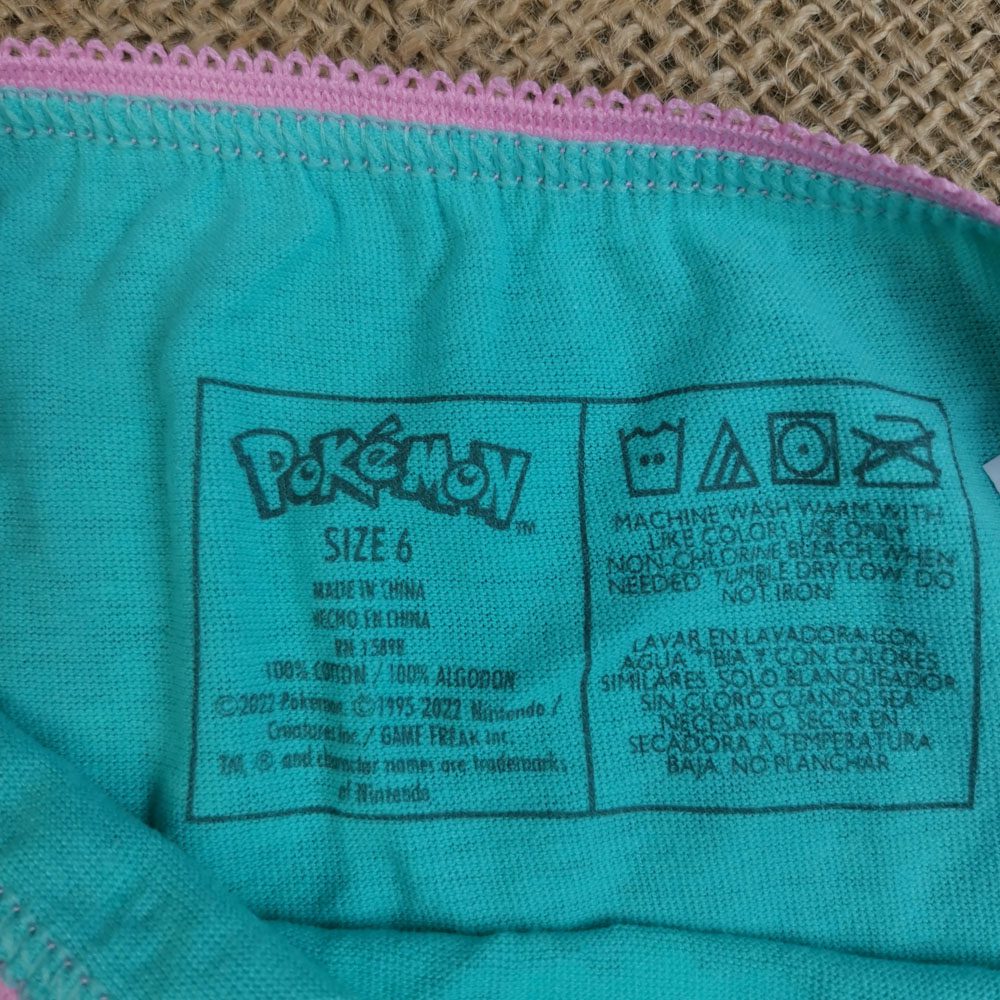 POKéMON
TM
SIZE 6
MADE IN CHINA
HECHO EN CHINA
RN 15898
100% COTTON / 100% ALGODON
©2022 Pokémon. ©1995-2022 Nintendo /
Creatures Inc. / GAME FREAK inc.
TM, ® and character names are trademarks
of Nintendo
MACHINE WASH WARM WITH
LIKE COLORS USE ONLY
NON-CHLORINE BLEACH WHEN
NEEDED. TUMBLE DRY LOW. DO
NOT IRON.
LAVAR EN LAVADORA CON
AGUA TIBIA Y CON COLORES
SIMILARES. SOLO BLANQUEADOR
SIN CLORO CUANDO SEA
NECESARIO. SECAR EN
SECADORA A TEMPERATURA
BAJA. NO PLANCHAR